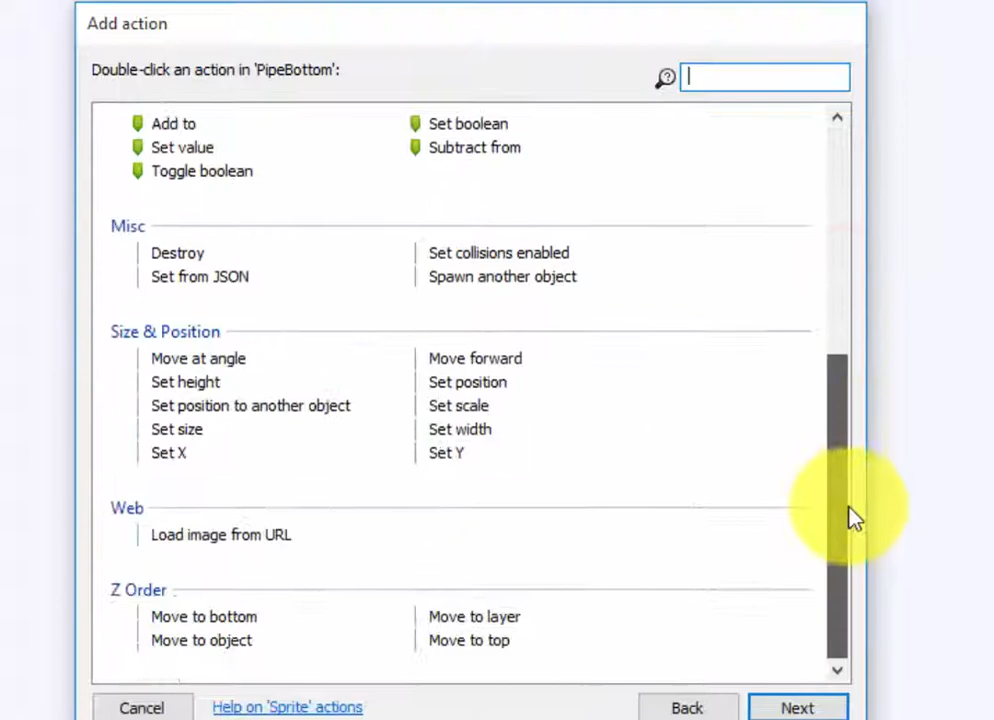 Add action
Double-click an action in 'PipeBottom':
Add to Set boolean
Set value Subtract from
Toggle boolean
Misc
Destroy Set collisions enabled
Set from JSON Spawn another object
Size & Position
Move at angle Move forward
Set height Set position
Set position to another object Set scale
Set size Set width
Set X Set Y
Web
Load image from URL
Z Order
Move to bottom Move to layer
Move to object Move to top
Cancel Help on 'Sprite' actions Back Next